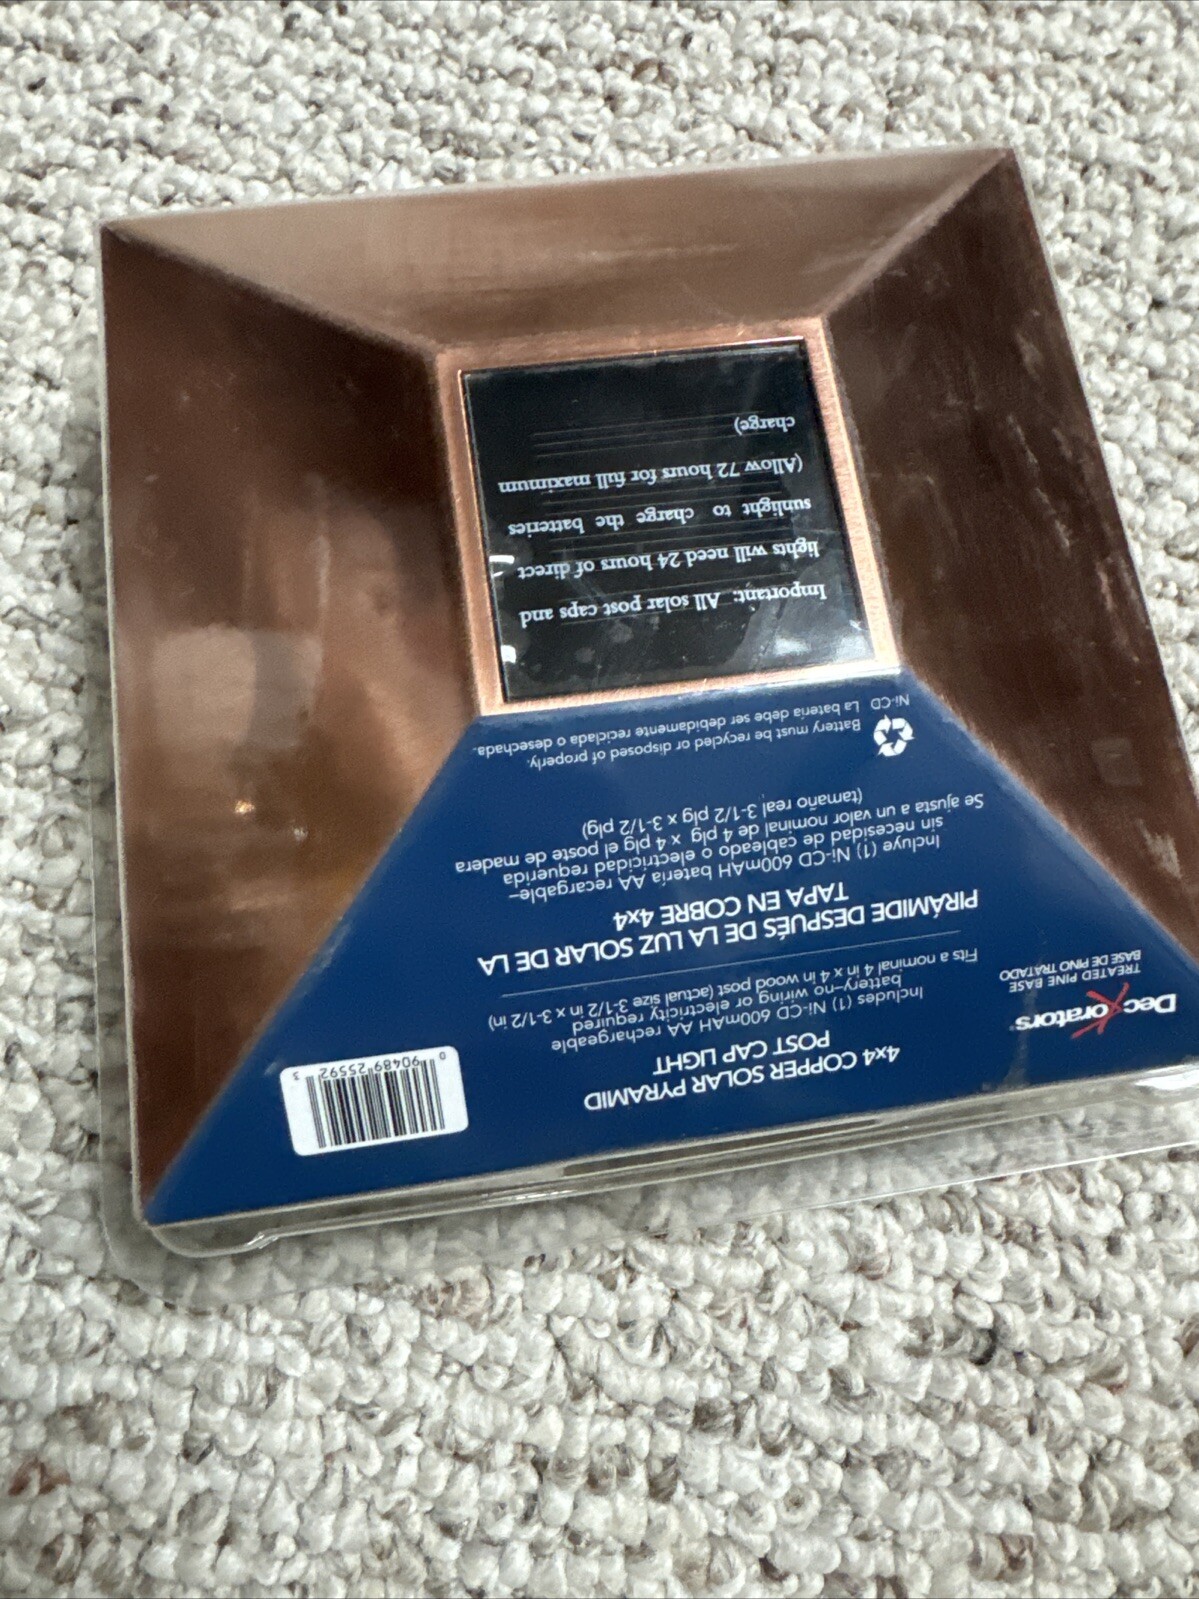 Deckorators®
TREATED PINE BASE
BASE DE PINO TRATADO
4x4 COPPER SOLAR PYRAMID
POST CAP LIGHT
Includes (1) Ni-CD 600mAH AA rechargeable
battery–no wiring or electricity required
Fits a nominal 4 in x 4 in wood post (actual size 3-1/2 in x 3-1/2 in)
PIRÁMIDE DESPUÉS DE LA LUZ SOLAR DE LA
TAPA EN COBRE 4x4
Incluye (1) Ni-CD 600mAH batería AA recargable–
sin necesidad de cableado o electricidad requerida
Se ajusta a un valor nominal de 4 plg x 4 plg el poste de madera
(tamaño real 3-1/2 plg x 3-1/2 plg)
Battery must be recycled or disposed of properly.
La batería debe ser debidamente reciclada o desechada.
Ni-CD
0 90489 25592 3
Important: All solar post caps and
lights will need 24 hours of direct
sunlight to charge the batteries
(Allow 72 hours for full maximum
charge)